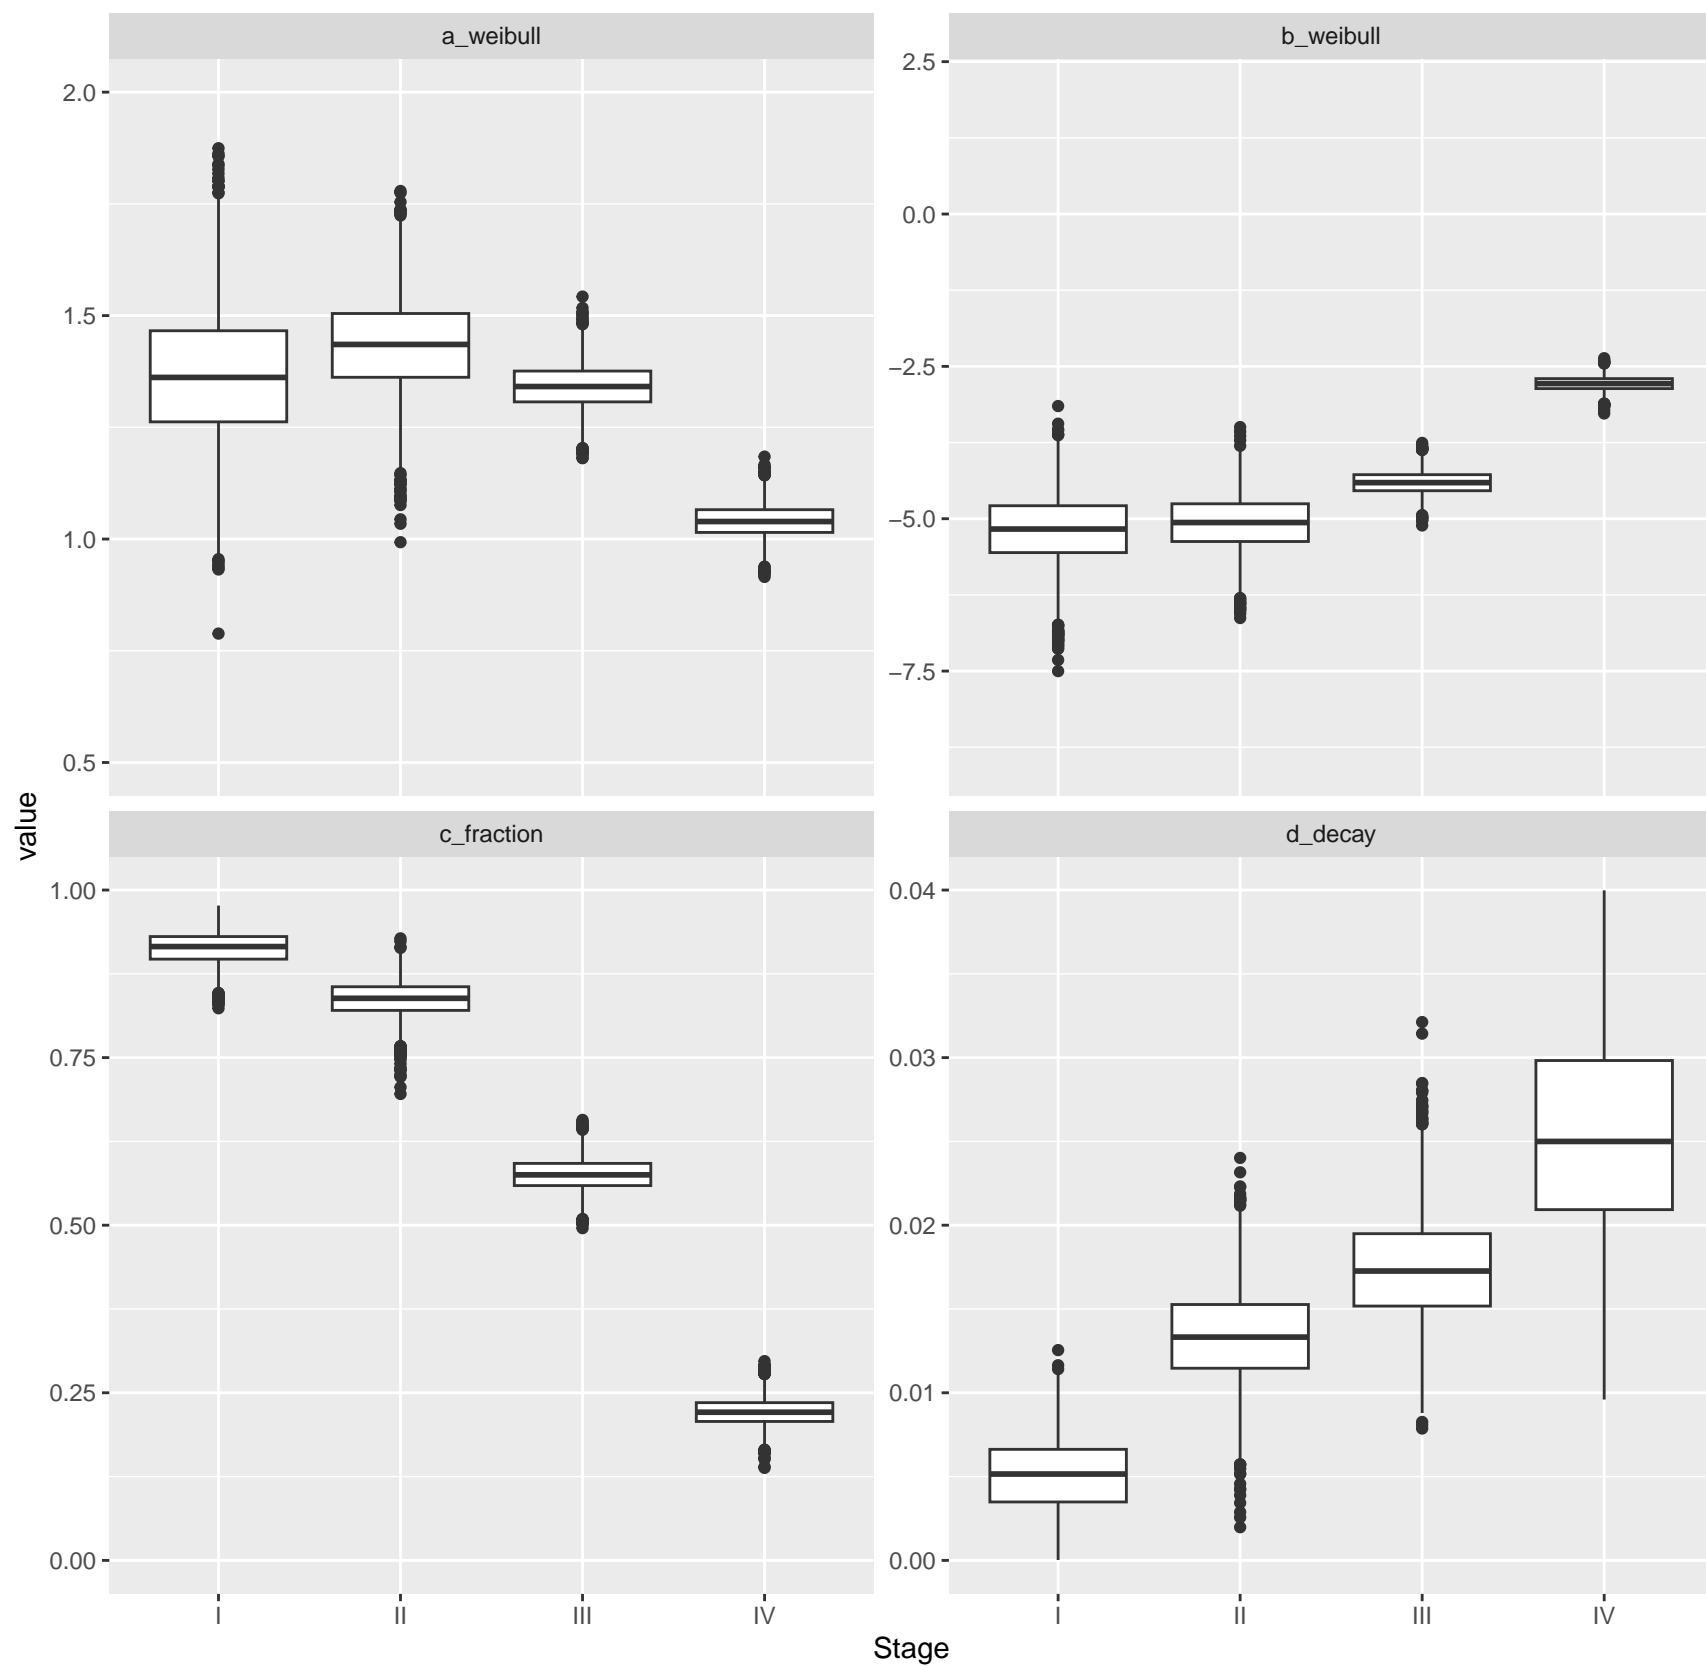 a_weibull
b_weibull
2.0
1.5
1.0
0.5
2.5
0.0
−2.5
−5.0
−7.5
value
c_fraction
d_decay
1.00
0.75
0.50
0.25
0.00
0.04
0.03
0.02
0.01
0.00
I II III IV
I II III IV
Stage